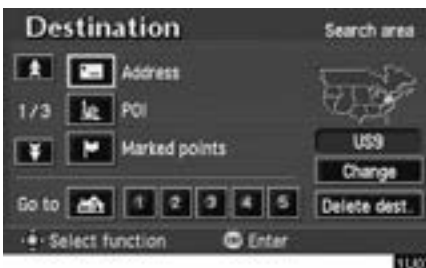 Destination
Search area
Address
1/3
POI
Marked points
US9
Change
Go to 1 2 3 4 5
Delete dest.
Select function
Enter